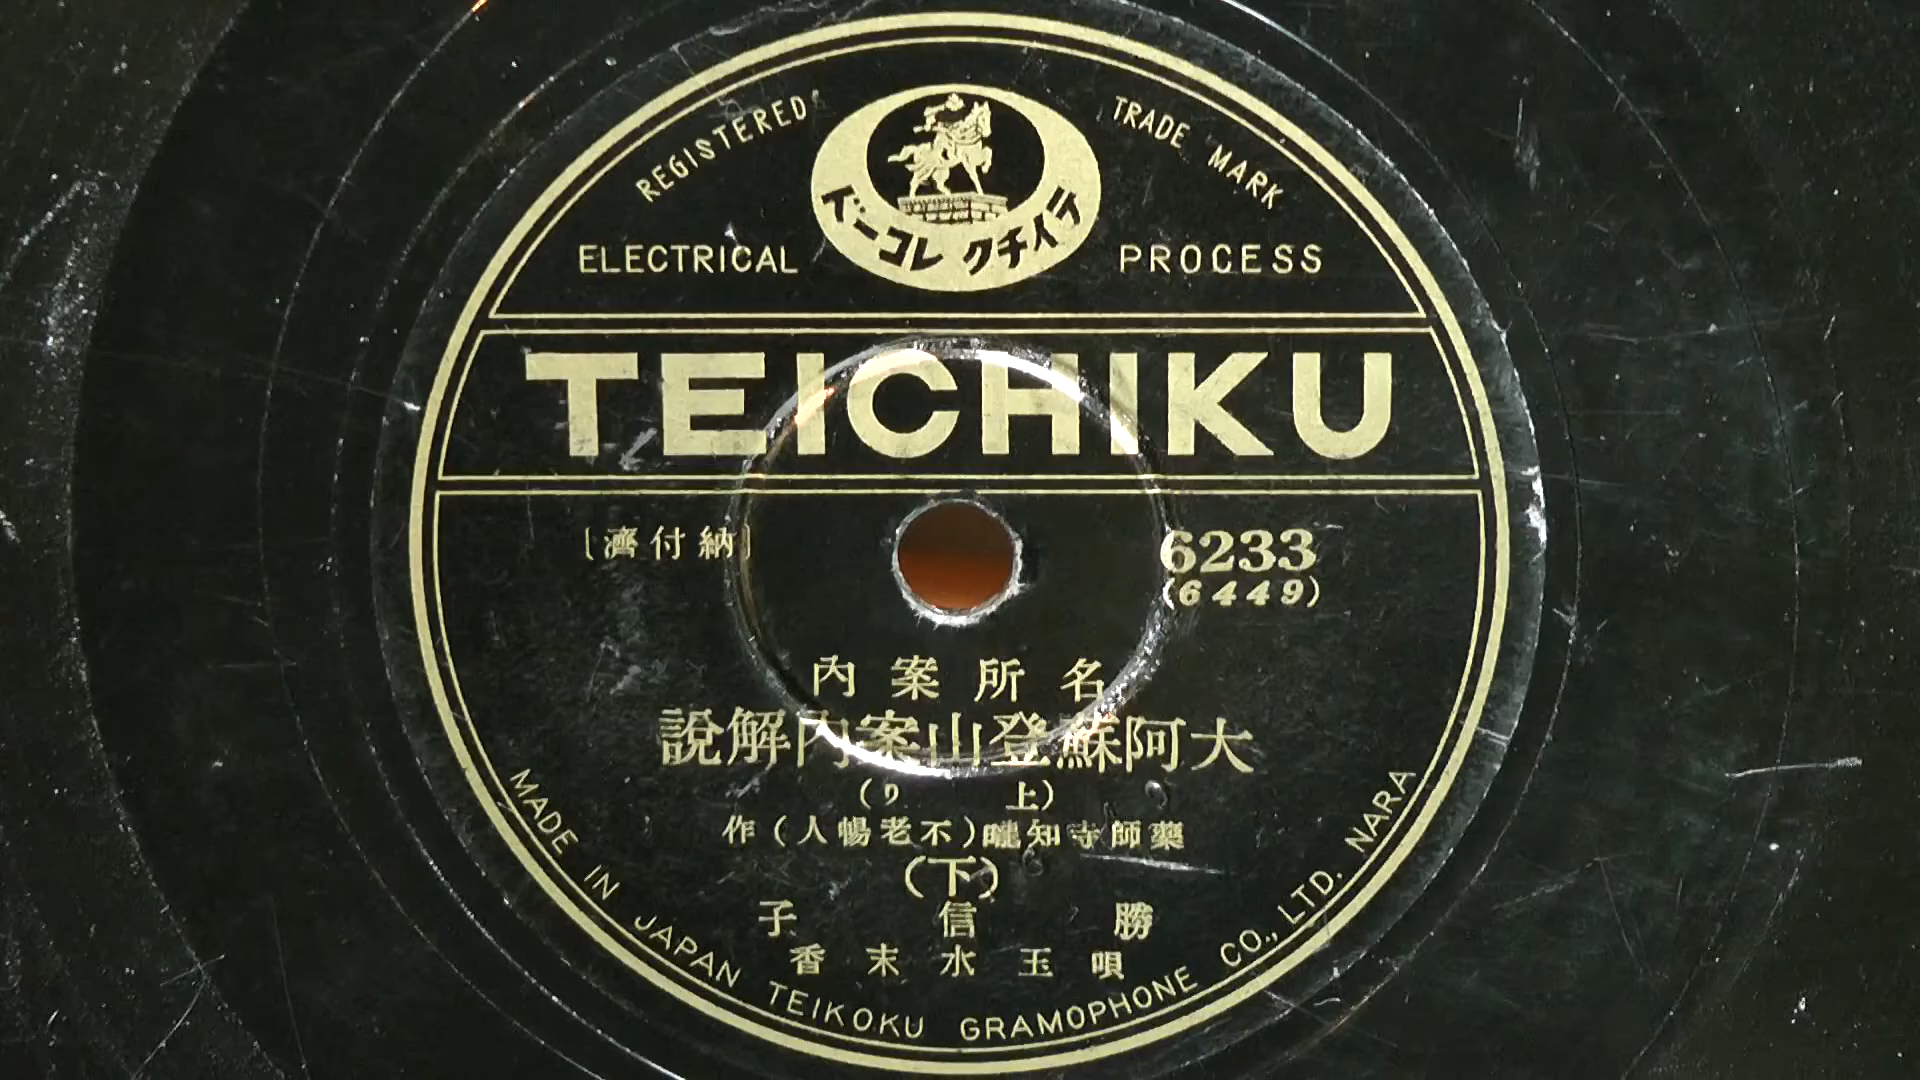 REGISTERED TRADE MARK
テイチクレコード
ELECTRICAL PROCESS
TEICHIKU
[納付濟]
6233
(6449)
名所案內
大阿蘇登山案內解說
(上り)
藥師寺知朧(不老暢人)作
(下)
勝信子
唄玉水末香
MADE IN JAPAN TEIKOKU GRAMOPHONE CO., LTD. NARA